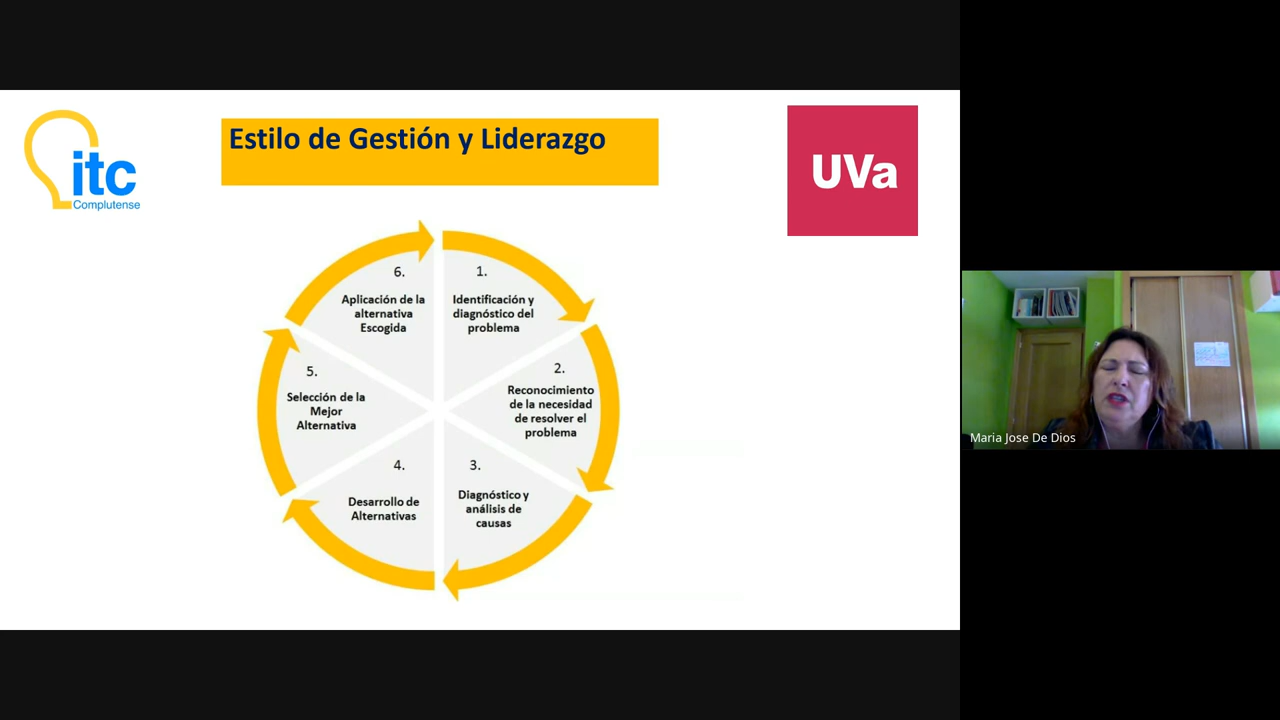 itc
Complutense
Estilo de Gestión y Liderazgo
UVa
1.
Identificación y
diagnóstico del
problema
2.
Reconocimiento
de la necesidad
de resolver el
problema
3.
Diagnóstico y
análisis de
causas
4.
Desarrollo de
Alternativas
5.
Selección de la
Mejor
Alternativa
6.
Aplicación de la
alternativa
Escogida
Maria Jose De Dios